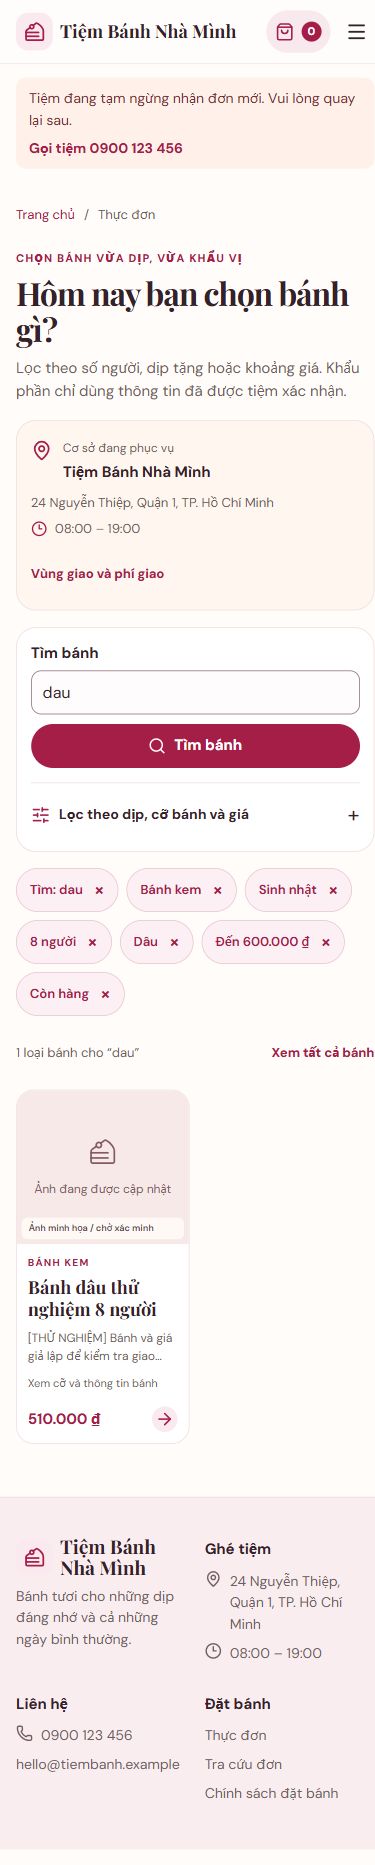 Tiệm Bánh Nhà Mình
0
Tiệm đang tạm ngừng nhận đơn mới. Vui lòng quay
lại sau.
Gọi tiệm 0900 123 456
Trang chủ / Thực đơn
CHỌN BÁNH VỪA DỊP, VỪA KHẨU VỊ
Hôm nay bạn chọn bánh
gì?
Lọc theo số người, dịp tặng hoặc khoảng giá. Khẩu
phần chỉ dùng thông tin đã được tiệm xác nhận.
Cơ sở đang phục vụ
Tiệm Bánh Nhà Mình
24 Nguyễn Thiệp, Quận 1, TP. Hồ Chí Minh
08:00 – 19:00
Vùng giao và phí giao
Tìm bánh
dau
Tìm bánh
Lọc theo dịp, cỡ bánh và giá +
Tìm: dau × Bánh kem × Sinh nhật ×
8 người × Dâu × Đến 600.000 ₫ ×
Còn hàng ×
1 loại bánh cho “dau” Xem tất cả bánh
Ảnh đang được cập nhật
Ảnh minh họa / chờ xác minh
BÁNH KEM
Bánh dâu thử
nghiệm 8 người
[THỬ NGHIỆM] Bánh và giá
giả lập để kiểm tra giao...
Xem cỡ và thông tin bánh
510.000 ₫
Tiệm Bánh
Nhà Mình
Bánh tươi cho những dịp
đáng nhớ và cả những
ngày bình thường.
Ghé tiệm
24 Nguyễn Thiệp,
Quận 1, TP. Hồ Chí
Minh
08:00 – 19:00
Liên hệ
0900 123 456
hello@tiembanh.example
Đặt bánh
Thực đơn
Tra cứu đơn
Chính sách đặt bánh